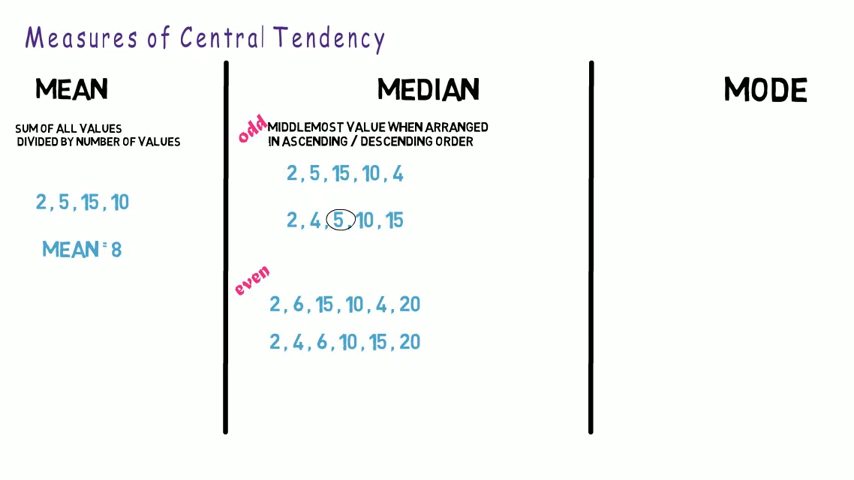 Measures of Central Tendency
MEAN
SUM OF ALL VALUES
DIVIDED BY NUMBER OF VALUES
2, 5, 15, 10
MEAN = 8
MEDIAN
odd
MIDDLEMOST VALUE WHEN ARRANGED
IN ASCENDING / DESCENDING ORDER
2, 5, 15, 10, 4
2, 4, 5, 10, 15
even
2, 6, 15, 10, 4, 20
2, 4, 6, 10, 15, 20
MODE